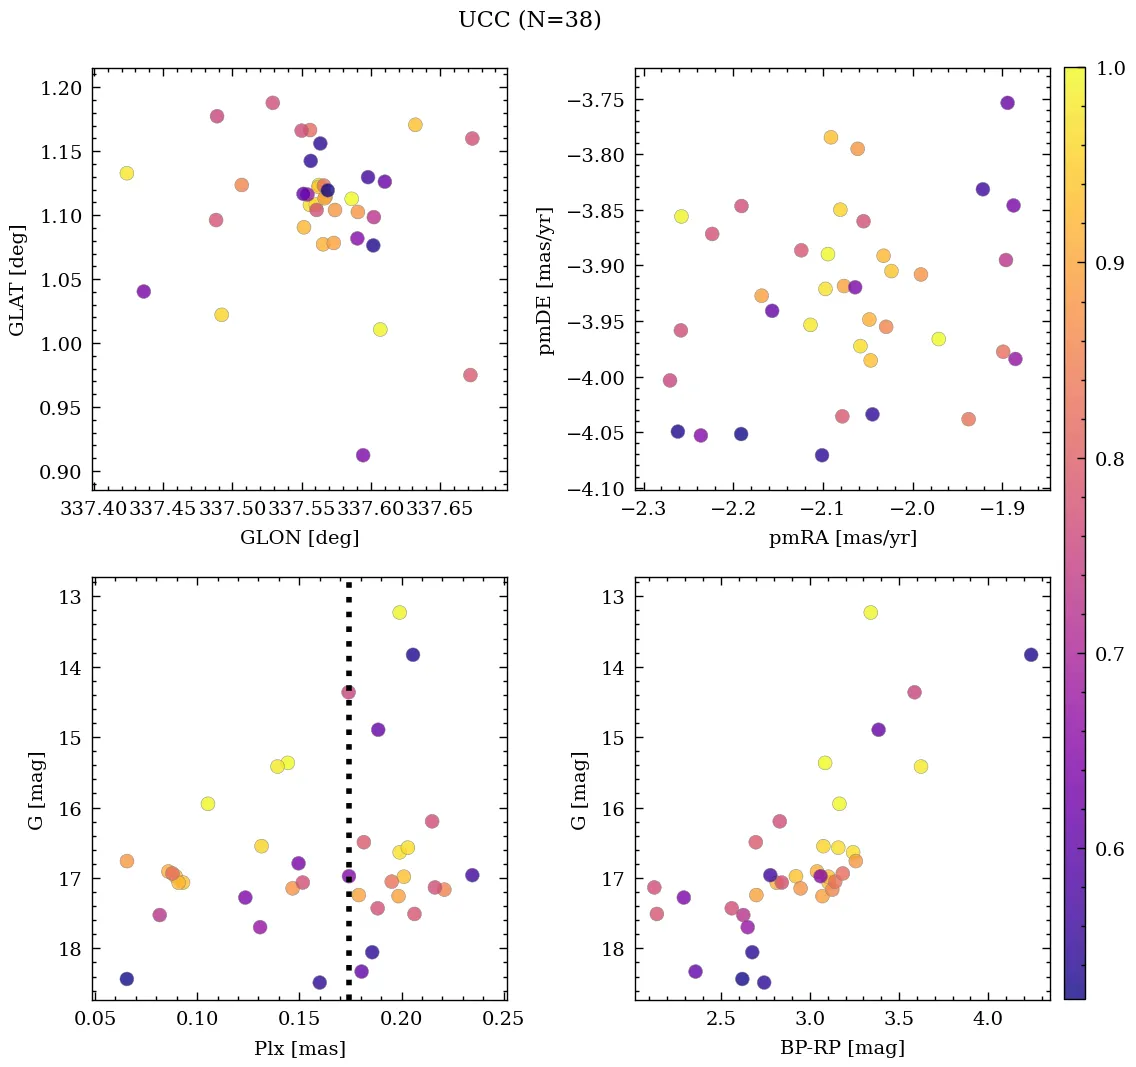 UCC (N=38)
1.20
1.15
1.10
1.05
1.00
0.95
0.90
GLAT [deg]
337.40 337.45 337.50 337.55 337.60 337.65
GLON [deg]
−3.75
−3.80
−3.85
−3.90
−3.95
−4.00
−4.05
−4.10
pmDE [mas/yr]
−2.3 −2.2 −2.1 −2.0 −1.9
pmRA [mas/yr]
13
14
15
16
17
18
G [mag]
0.05 0.10 0.15 0.20 0.25
Plx [mas]
13
14
15
16
17
18
G [mag]
2.5 3.0 3.5 4.0
BP-RP [mag]
1.0
0.9
0.8
0.7
0.6